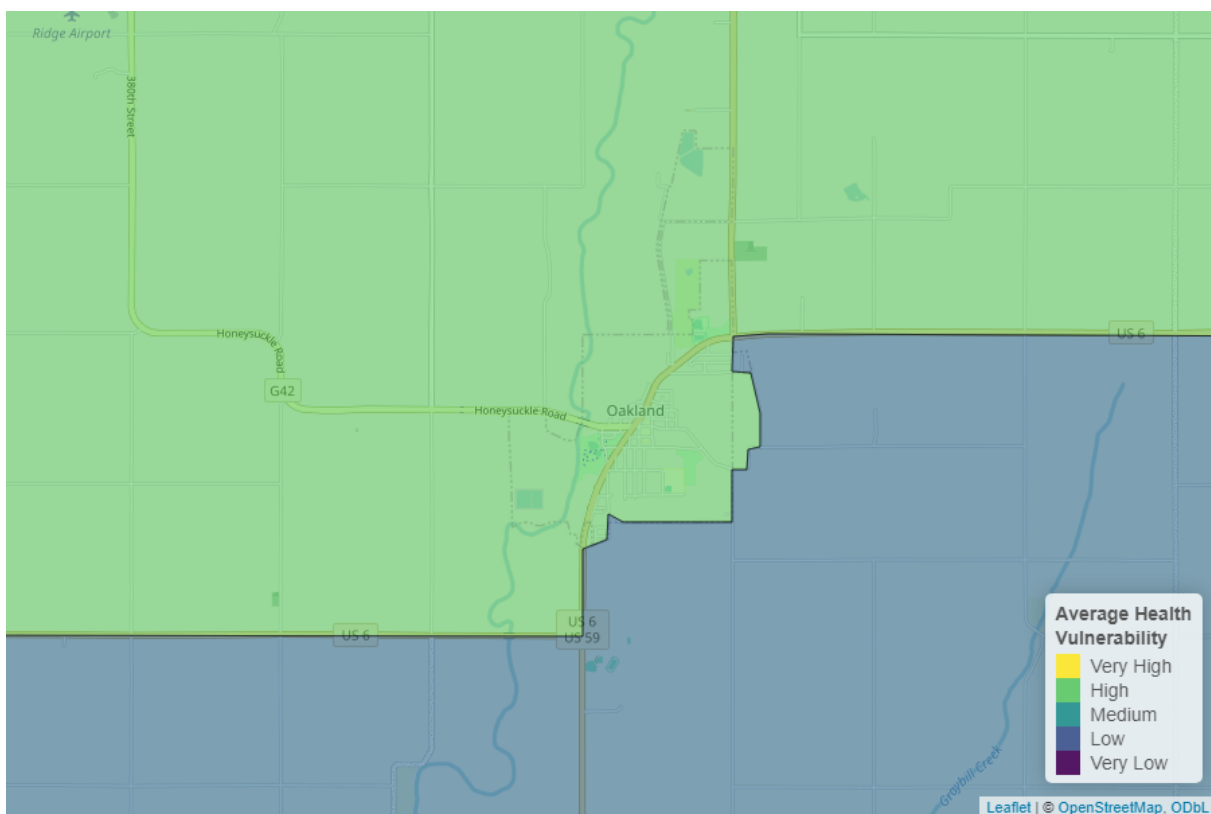 Ridge Airport
380th Street
Honeysuckle Road
G42
Honeysuckle Road
Oakland
US 6
US 6
US 6
US 59
Graybill Creek
Average Health
Vulnerability
Very High
High
Medium
Low
Very Low
Leaflet | © OpenStreetMap, ODbL